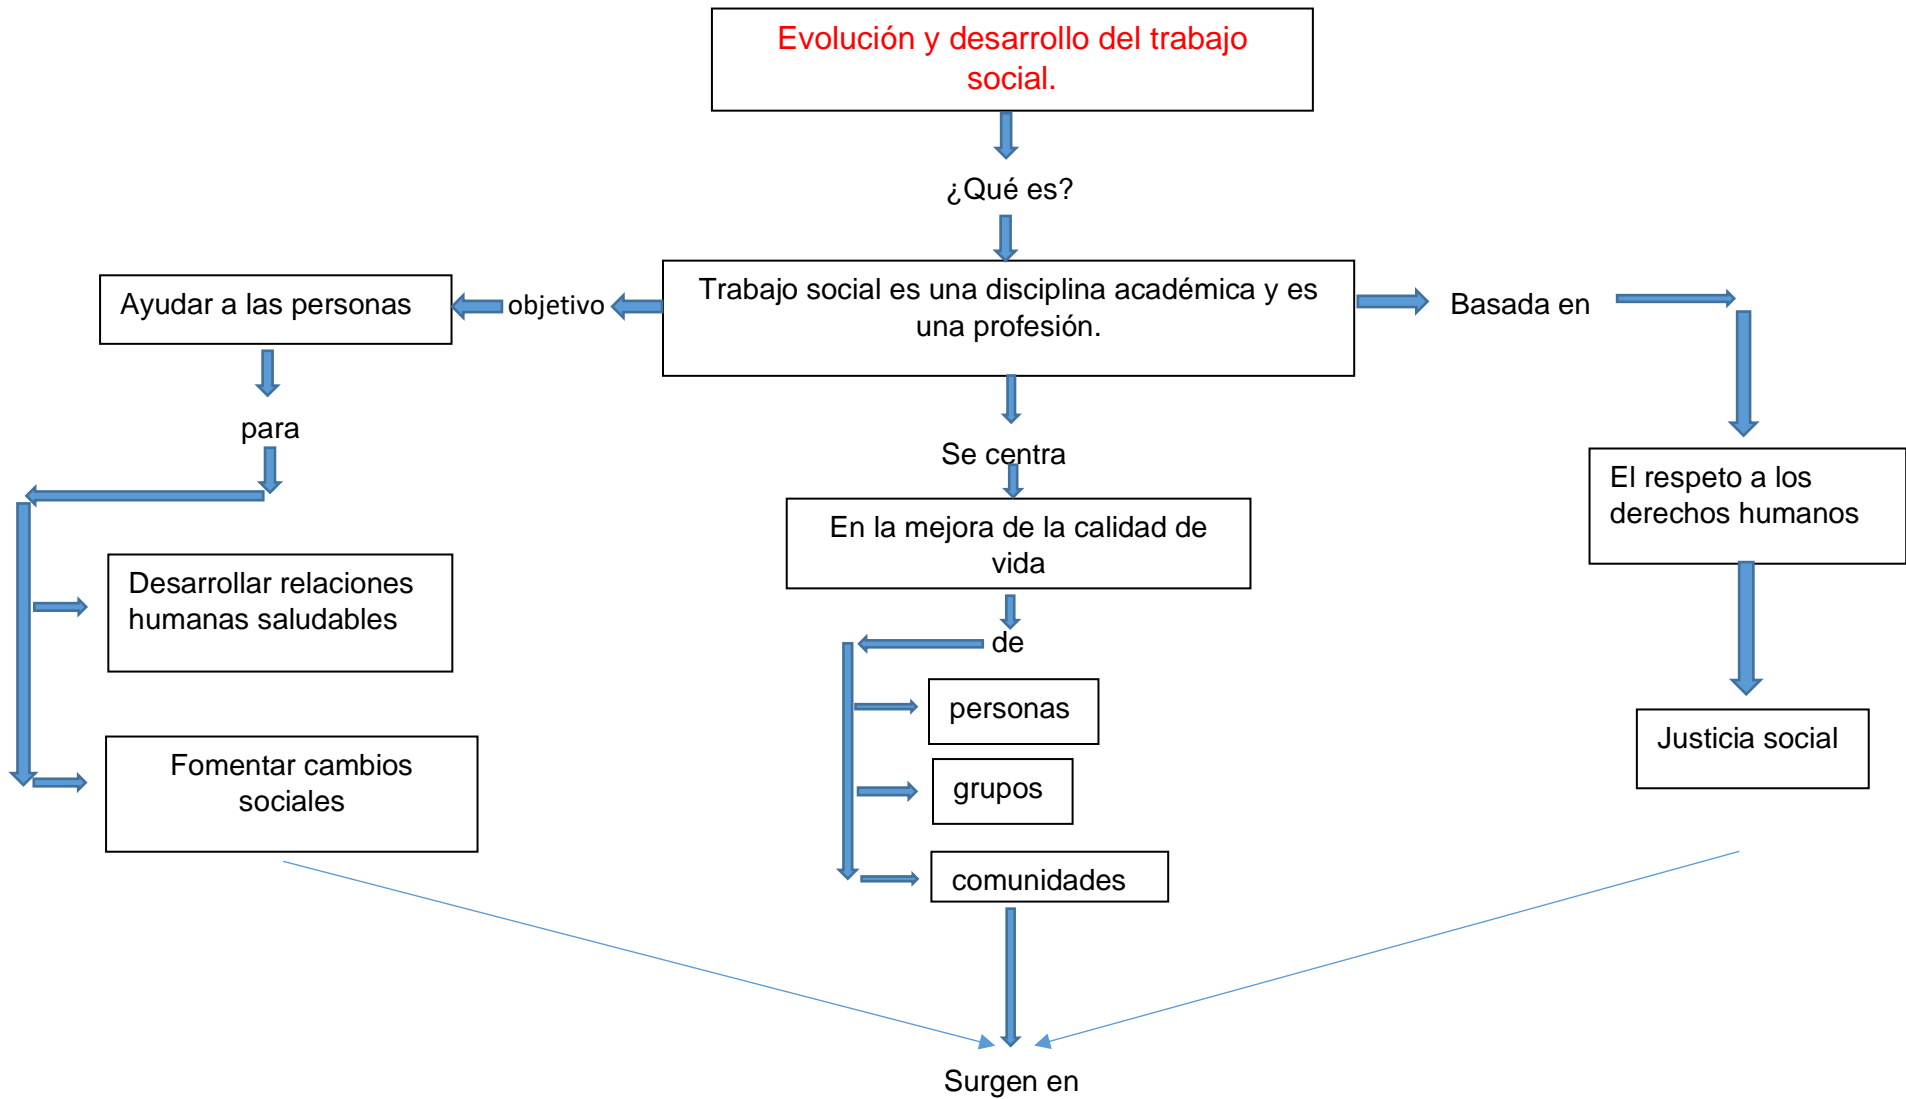 Evolución y desarrollo del trabajo
social.
¿Qué es?
Trabajo social es una disciplina académica y es
una profesión.
objetivo
Ayudar a las personas
para
Desarrollar relaciones
humanas saludables
Fomentar cambios
sociales
Se centra
En la mejora de la calidad de
vida
de
personas
grupos
comunidades
Basada en
El respeto a los
derechos humanos
Justicia social
Surgen en